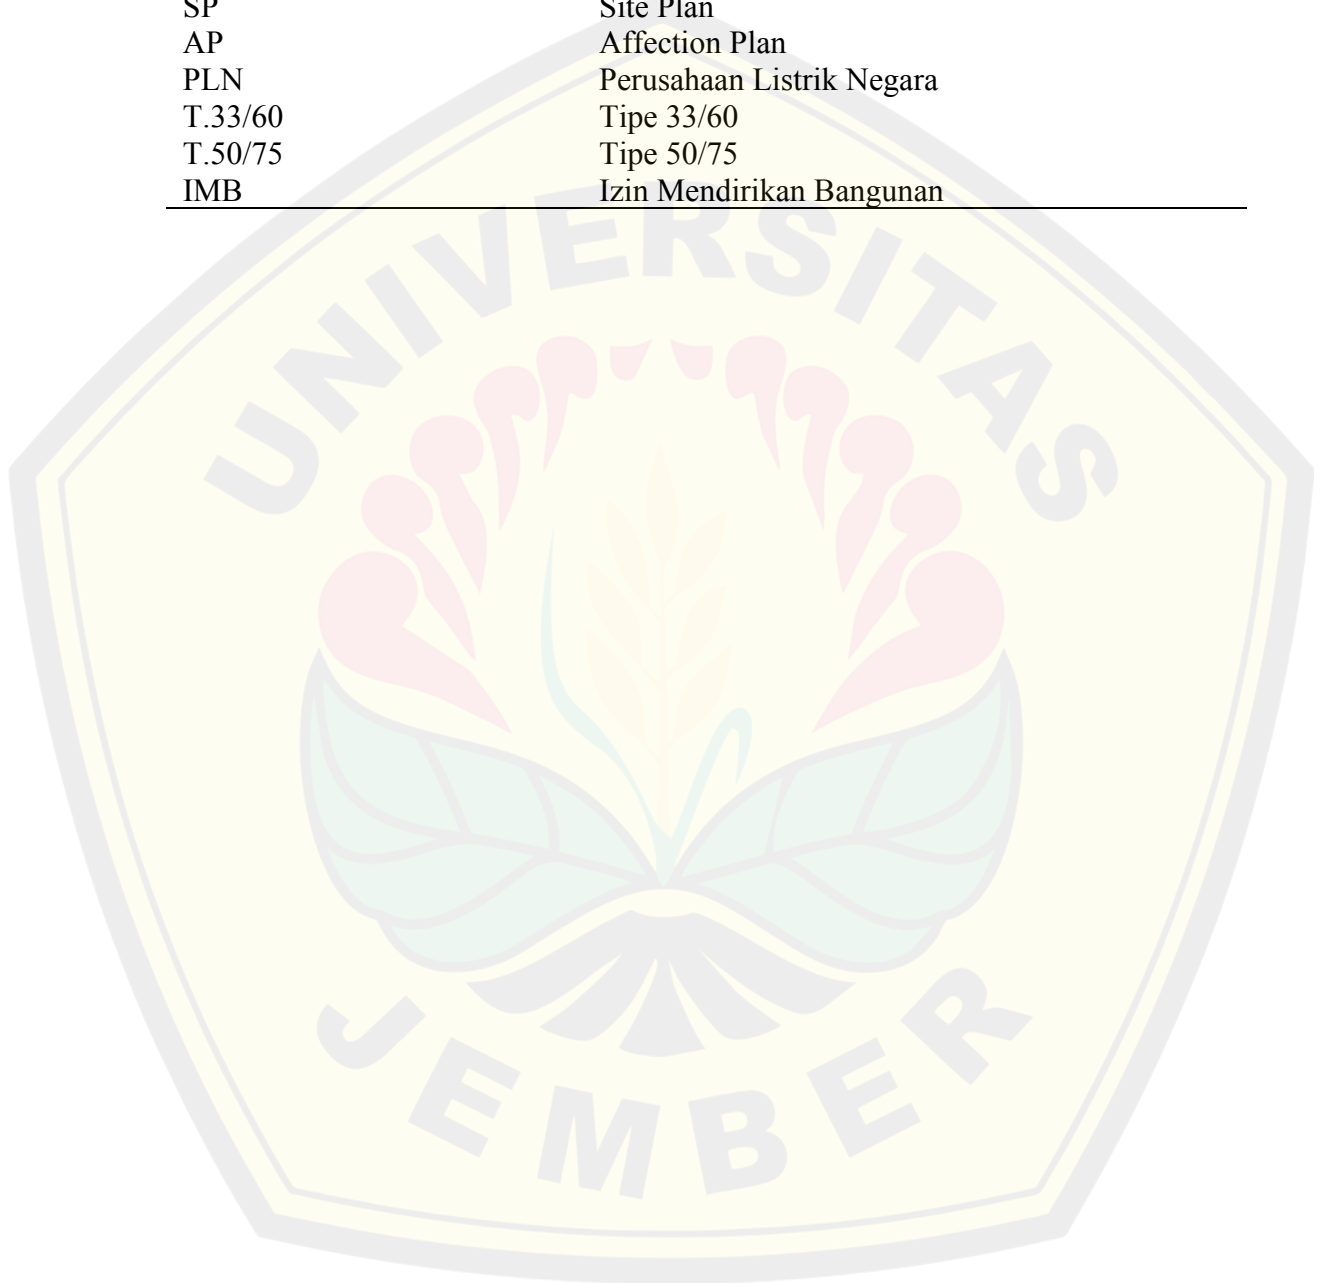 SP Site Plan
AP Affection Plan
PLN Perusahaan Listrik Negara
T.33/60 Tipe 33/60
T.50/75 Tipe 50/75
IMB Izin Mendirikan Bangunan
UNIVERSITAS
JEMBER